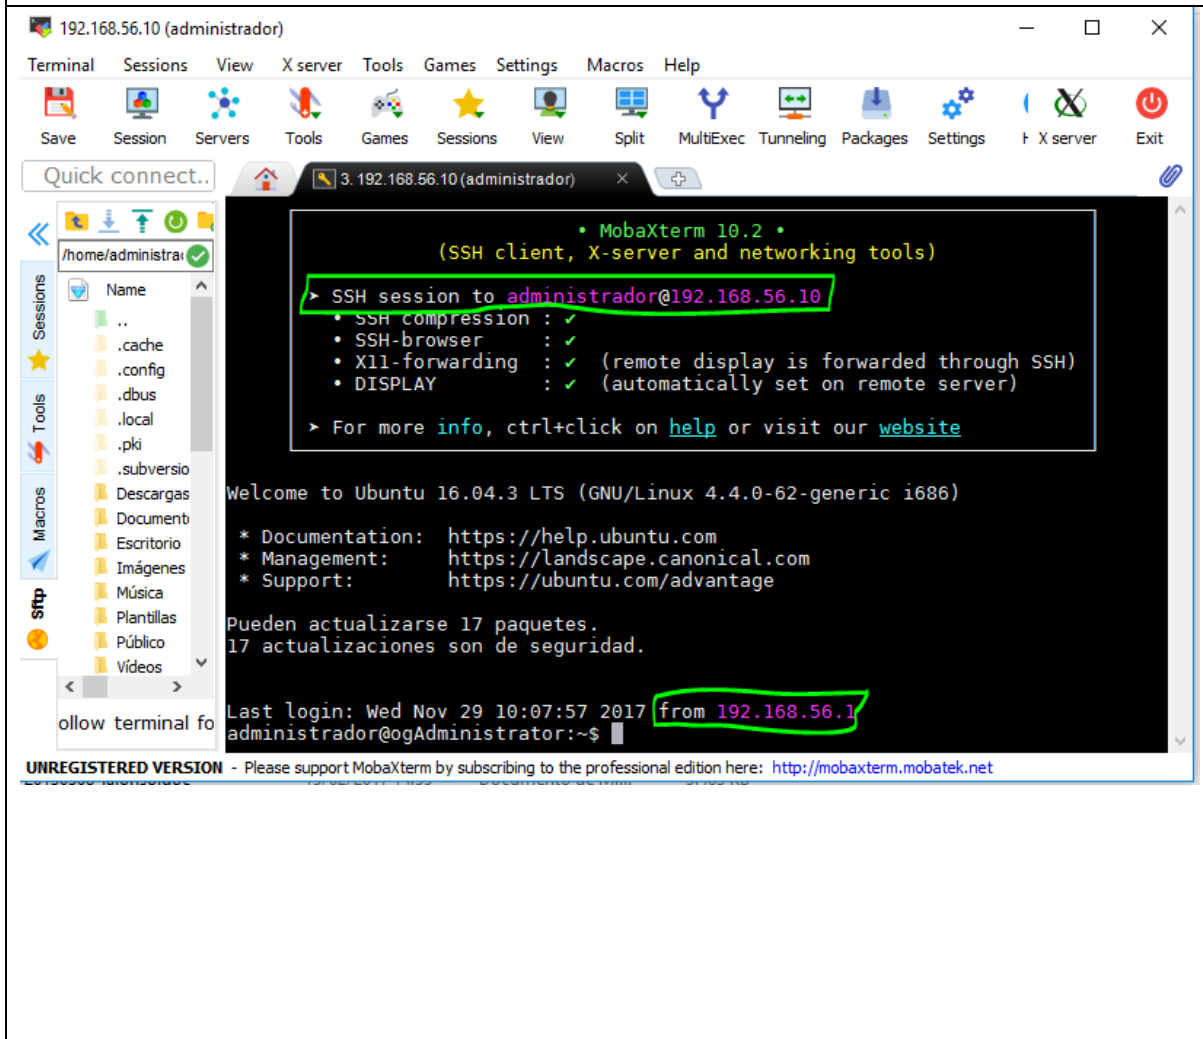 192.168.56.10 (administrador)
Terminal Sessions View X server Tools Games Settings Macros Help
Save Session Servers Tools Games Sessions View Split MultiExec Tunneling Packages Settings X server Exit
Quick connect..
3. 192.168.56.10 (administrador)
/home/administra
Name
..
.cache
.config
.dbus
.local
.pki
.subversio
Descargas
Document
Escritorio
Imágenes
Música
Plantillas
Público
Vídeos
ollow terminal fo
Sessions
Tools
Macros
Sftp
• MobaXterm 10.2 •
(SSH client, X-server and networking tools)
➤ SSH session to administrador@192.168.56.10
• SSH compression : ✔
• SSH-browser : ✔
• X11-forwarding : ✔ (remote display is forwarded through SSH)
• DISPLAY : ✔ (automatically set on remote server)
➤ For more info, ctrl+click on help or visit our website
Welcome to Ubuntu 16.04.3 LTS (GNU/Linux 4.4.0-62-generic i686)
* Documentation: https://help.ubuntu.com
* Management: https://landscape.canonical.com
* Support: https://ubuntu.com/advantage
Pueden actualizarse 17 paquetes.
17 actualizaciones son de seguridad.
Last login: Wed Nov 29 10:07:57 2017 from 192.168.56.1
administrador@ogAdministrator:~$
UNREGISTERED VERSION - Please support MobaXterm by subscribing to the professional edition here: http://mobaxterm.mobatek.net